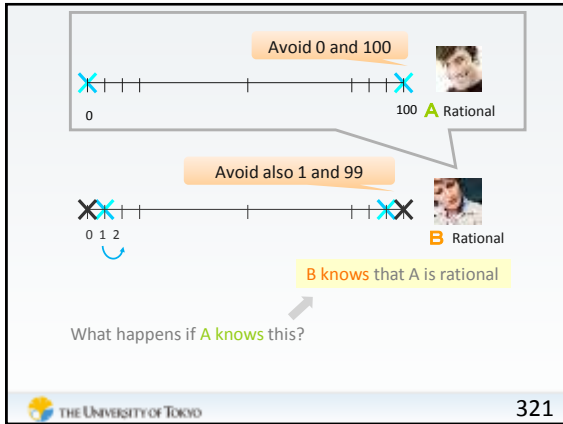 Avoid 0 and 100
0
100 A Rational
Avoid also 1 and 99
0 1 2
B Rational
B knows that A is rational
What happens if A knows this?
THE UNIVERSITY OF TOKYO
321